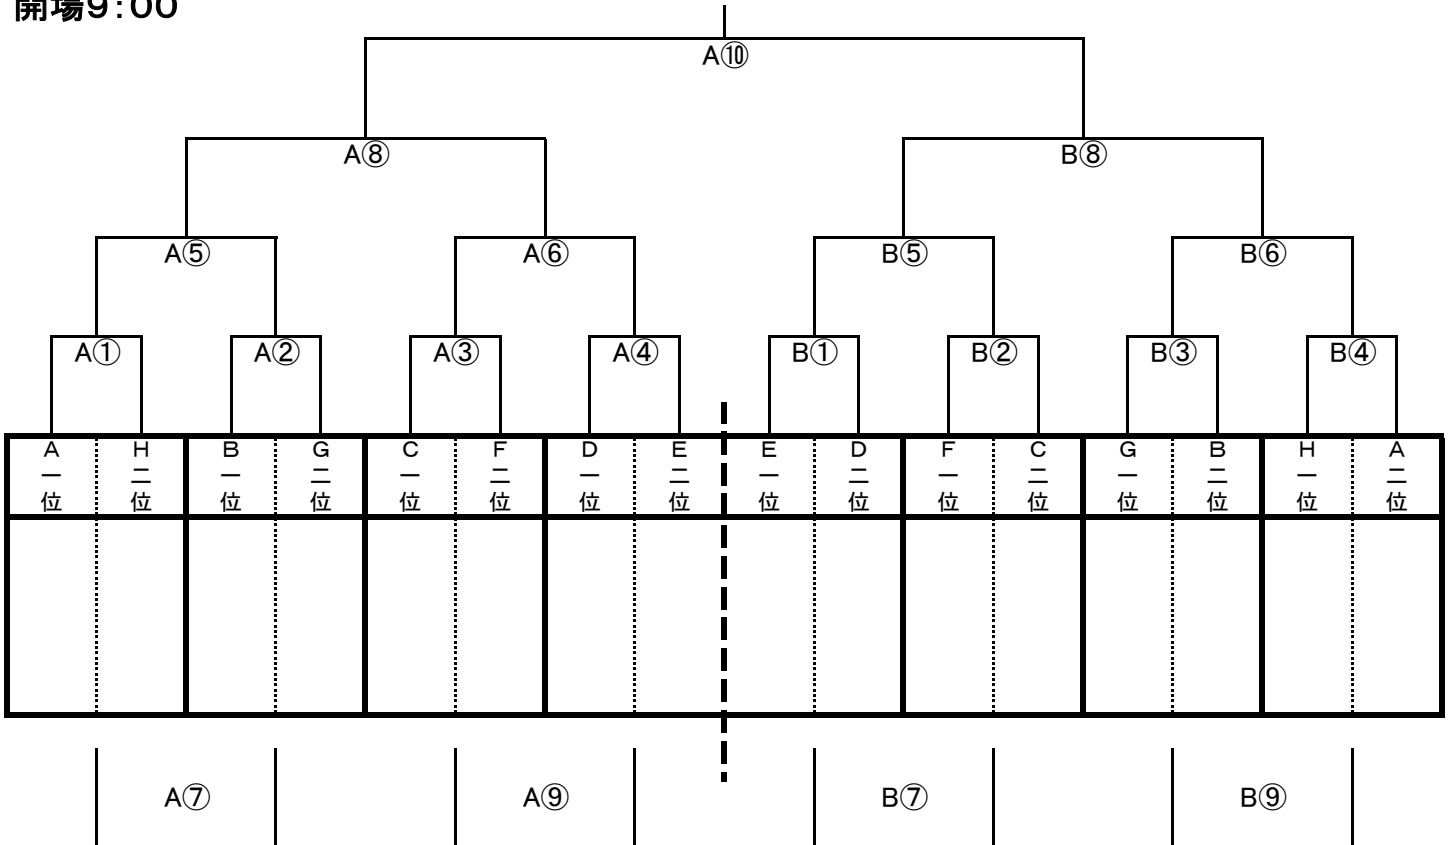 開場9:00
A⑩
A⑧ B⑧
A⑤ A⑥ B⑤ B⑥
A① A② A③ A④ B① B② B③ B④
A一位 H二位 B一位 G二位 C一位 F二位 D一位 E二位 E一位 D二位 F一位 C二位 G一位 B二位 H一位 A二位
A⑦ A⑨ B⑦ B⑨